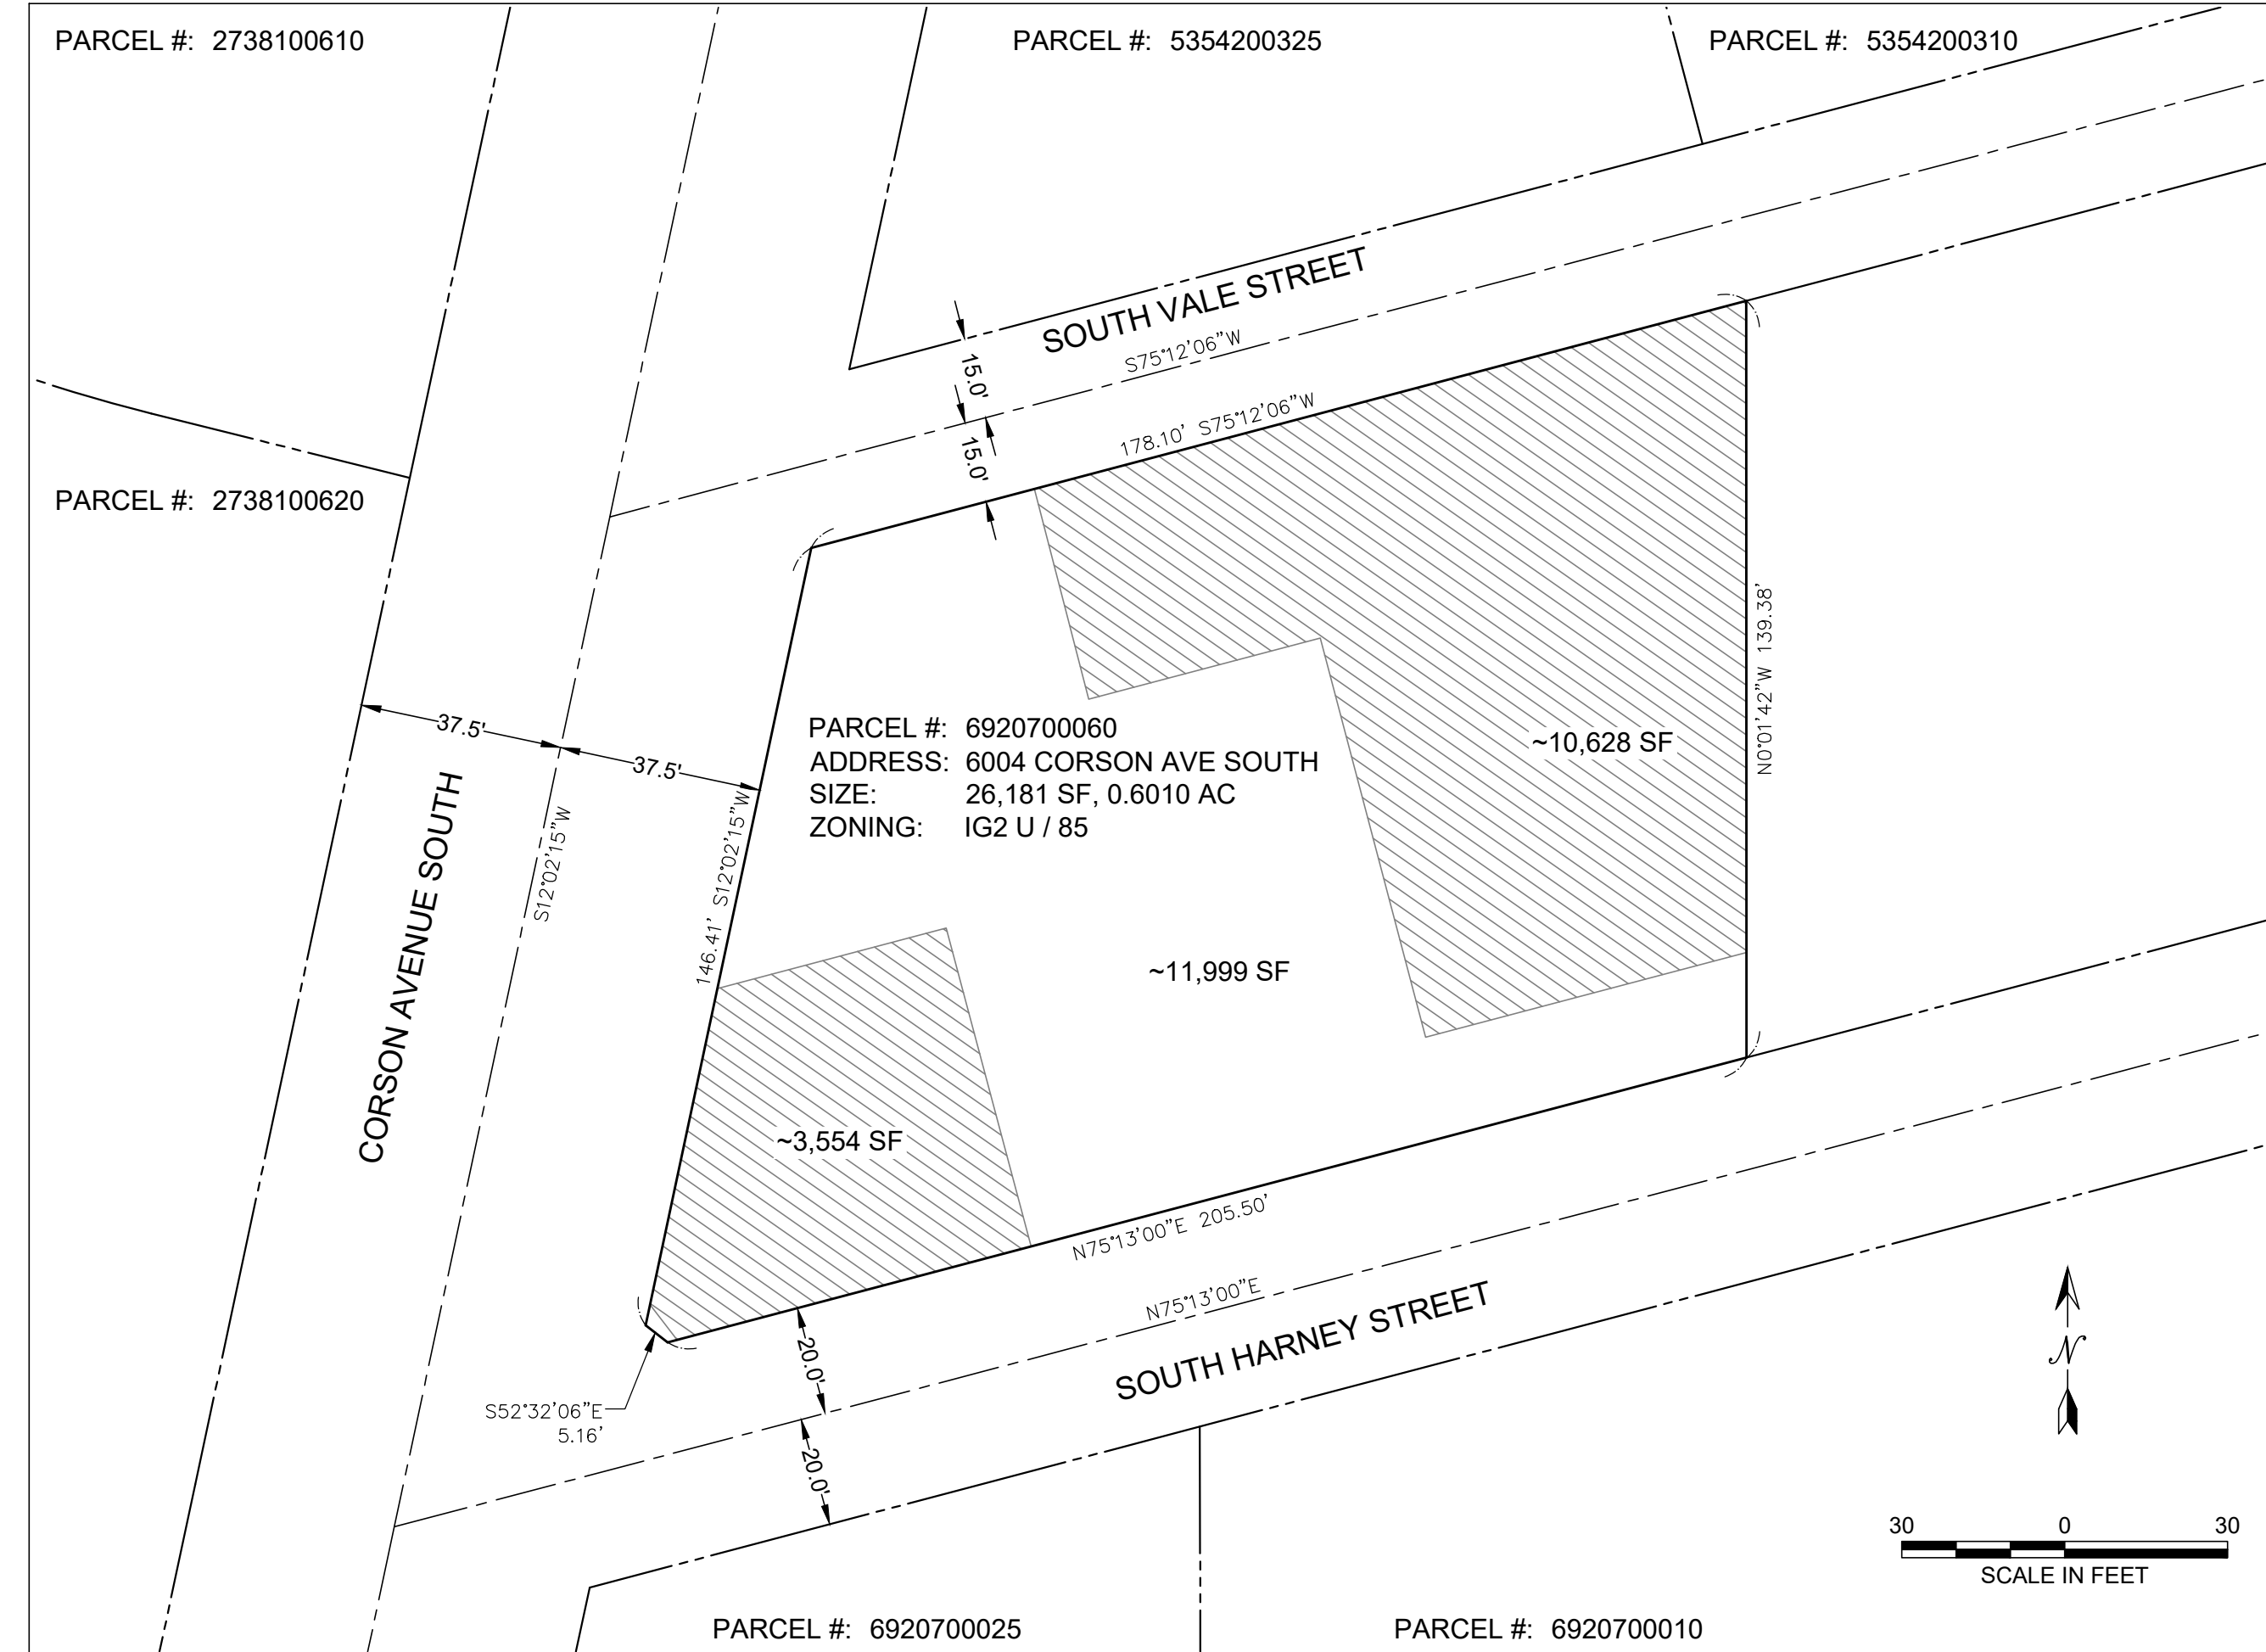 PARCEL #: 2738100610
PARCEL #: 5354200325
PARCEL #: 5354200310
SOUTH VALE STREET
S75°12'06"W
15.0'
15.0'
178.10' S75°12'06"W
PARCEL #: 2738100620
N0°01'42"W 139.38'
37.5'
37.5'
PARCEL #: 6920700060
ADDRESS: 6004 CORSON AVE SOUTH
SIZE: 26,181 SF, 0.6010 AC
ZONING: IG2 U / 85
~10,628 SF
CORSON AVENUE SOUTH
S12°02'15"W
146.41' S12°02'15"W
~11,999 SF
~3,554 SF
N75°13'00"E 205.50'
N75°13'00"E
SOUTH HARNEY STREET
20.0'
20.0'
S52°32'06"E
5.16'
N
30 0 30
SCALE IN FEET
PARCEL #: 6920700025
PARCEL #: 6920700010